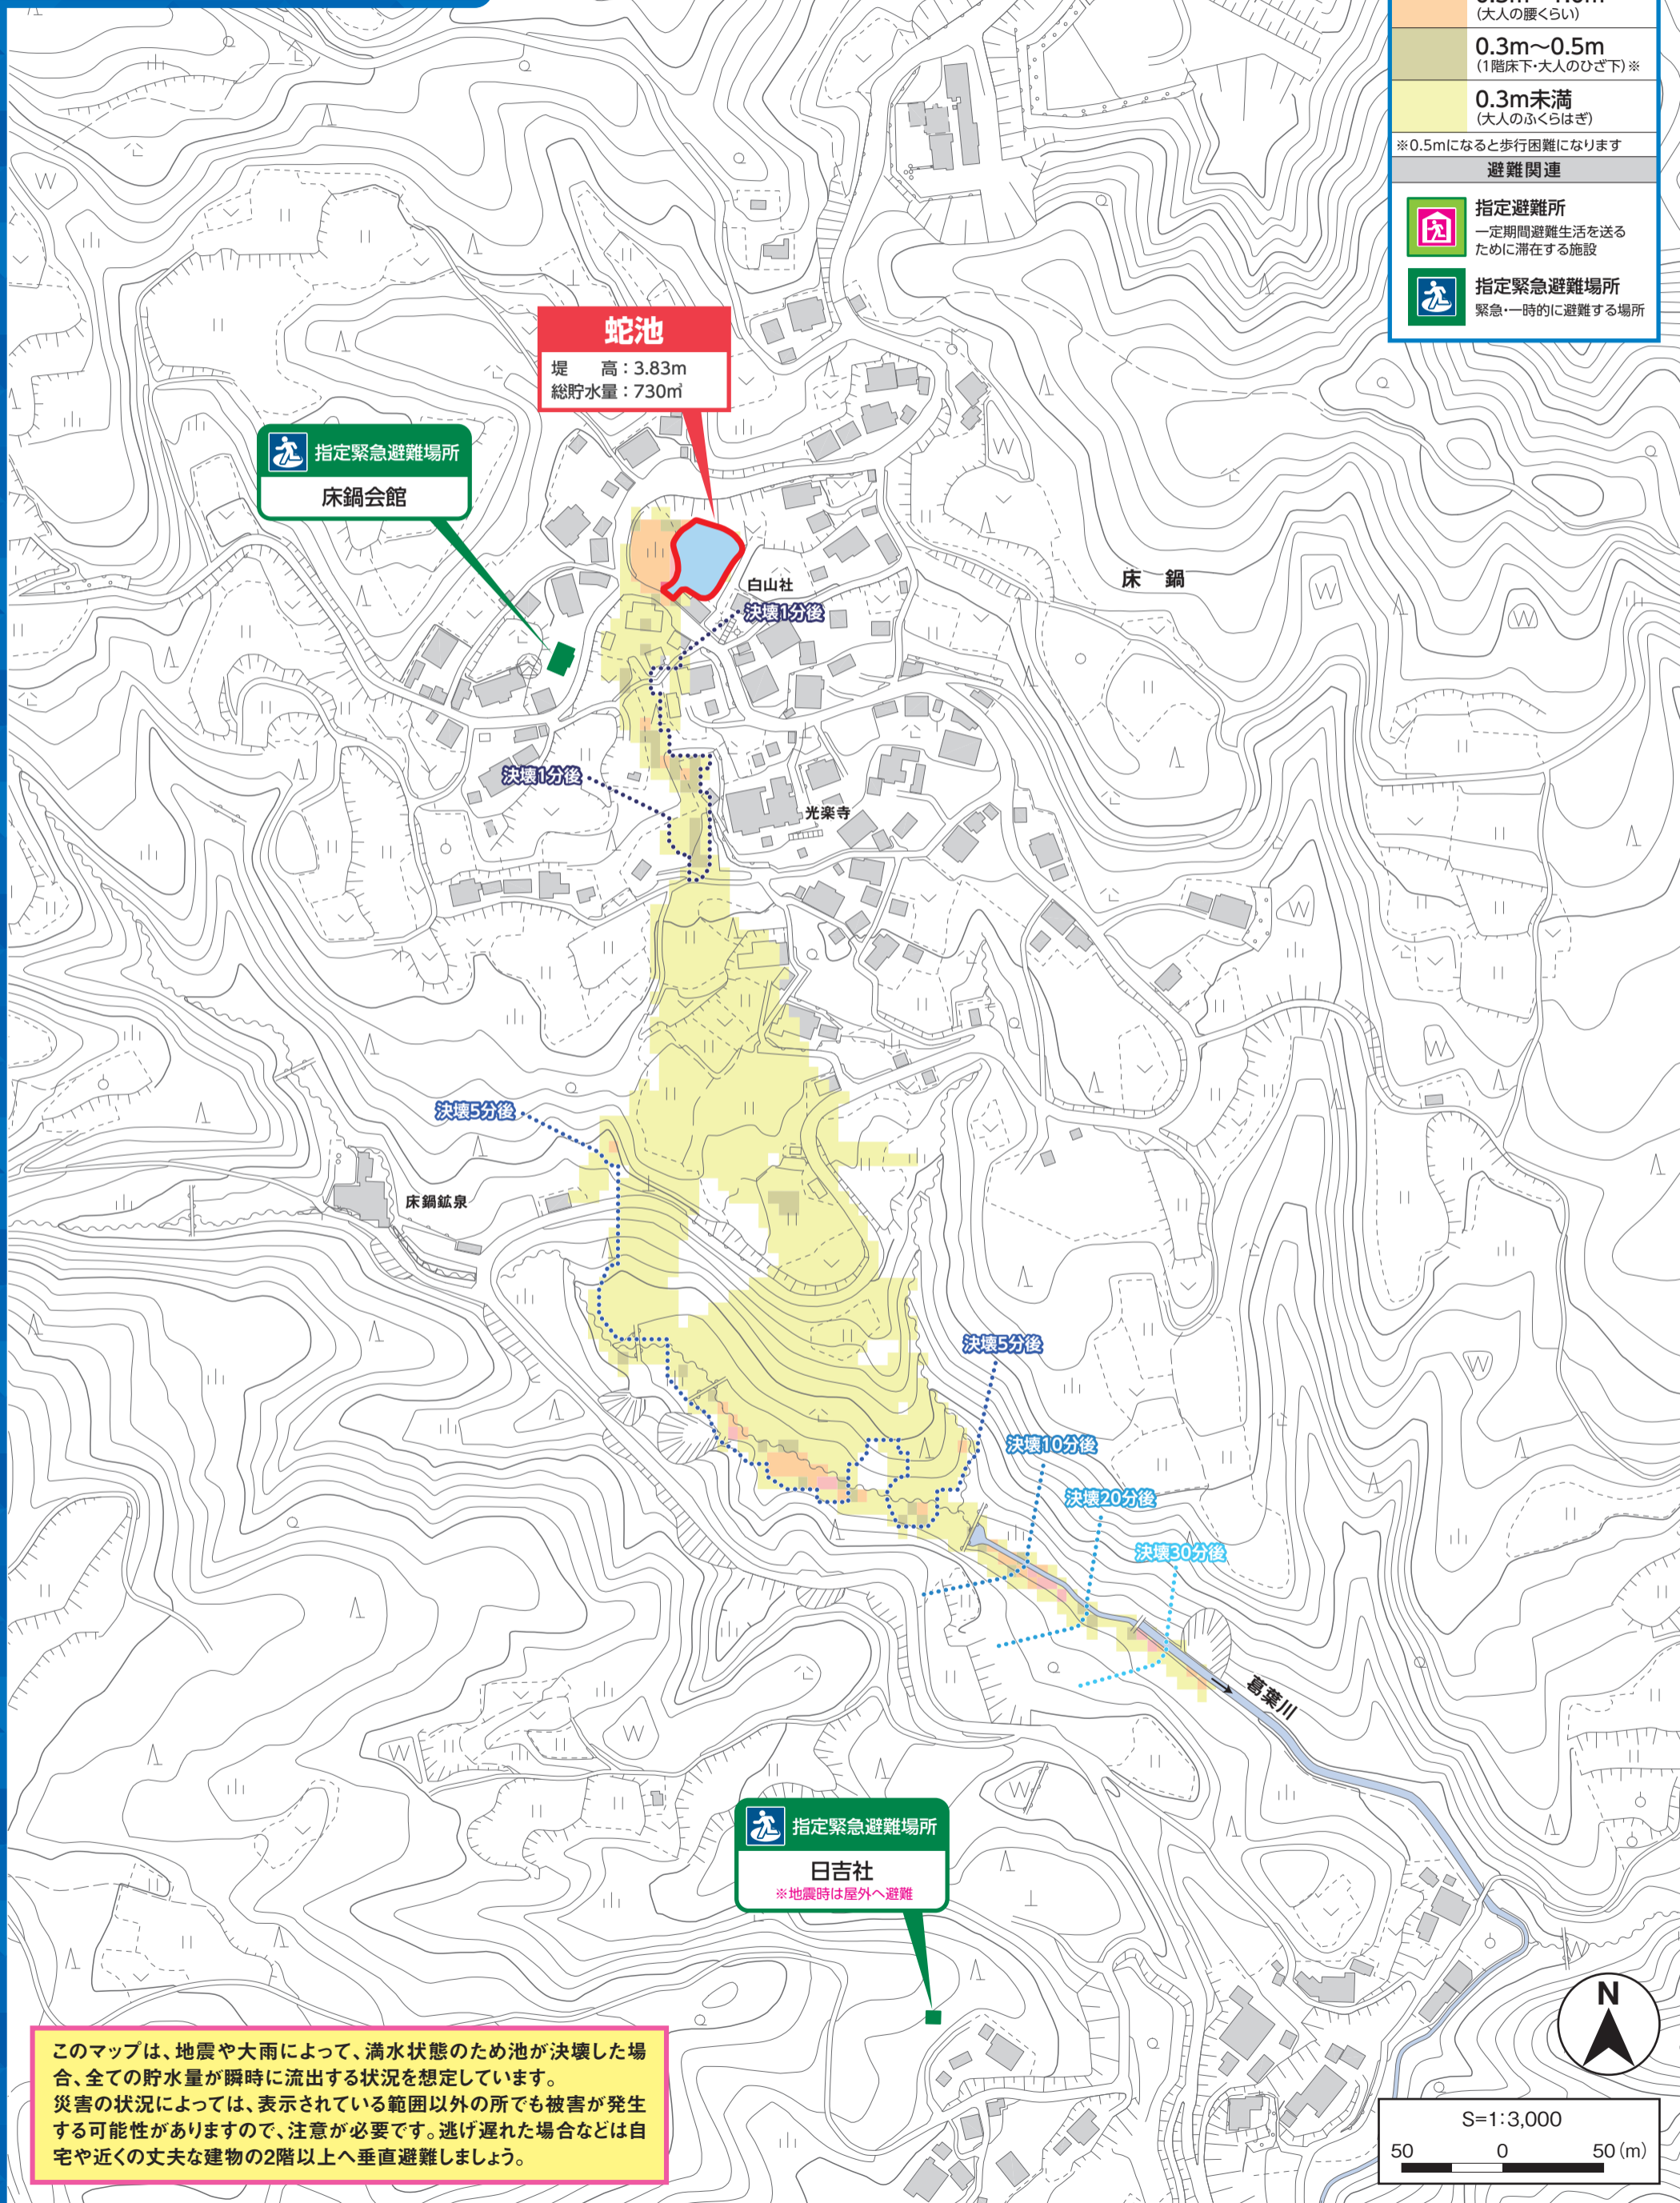 (大人の腰くらい)
0.3m～0.5m
(1階床下・大人のひざ下)※
0.3m未満
(大人のふくらはぎ)
※0.5mになると歩行困難になります
避難関連
指定避難所
一定期間避難生活を送る
ために滞在する施設
指定緊急避難場所
緊急・一時的に避難する場所
蛇池
堤　高：3.83m
総貯水量：730㎥
指定緊急避難場所
床鍋会館
白山社
決壊1分後
床 鍋
決壊1分後
光楽寺
決壊5分後
床鍋鉱泉
決壊5分後
決壊10分後
決壊20分後
決壊30分後
葛葉川
指定緊急避難場所
日吉社
※地震時は屋外へ避難
このマップは、地震や大雨によって、満水状態のため池が決壊した場
合、全ての貯水量が瞬時に流出する状況を想定しています。
災害の状況によっては、表示されている範囲以外の所でも被害が発生
する可能性がありますので、注意が必要です。逃げ遅れた場合などは自
宅や近くの丈夫な建物の2階以上へ垂直避難しましょう。
N
S=1:3,000
50 0 50(m)